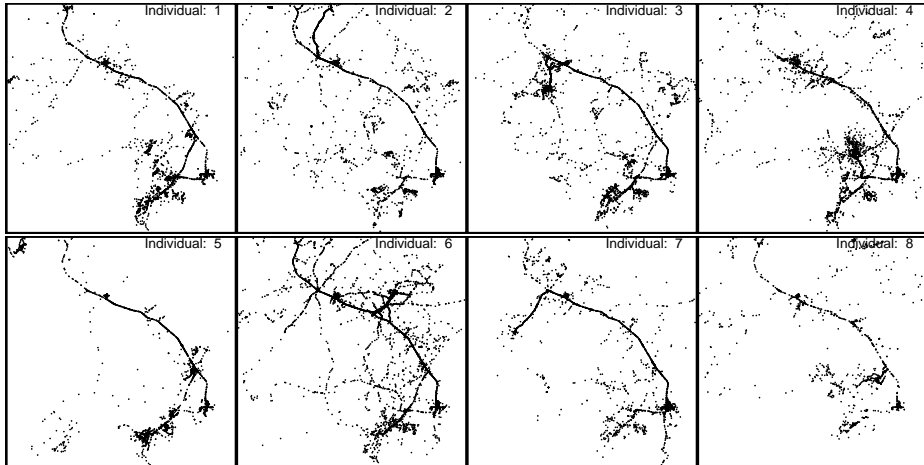 Individual: 1
Individual: 2
Individual: 3
Individual: 4
Individual: 5
Individual: 6
Individual: 7
Individual: 8